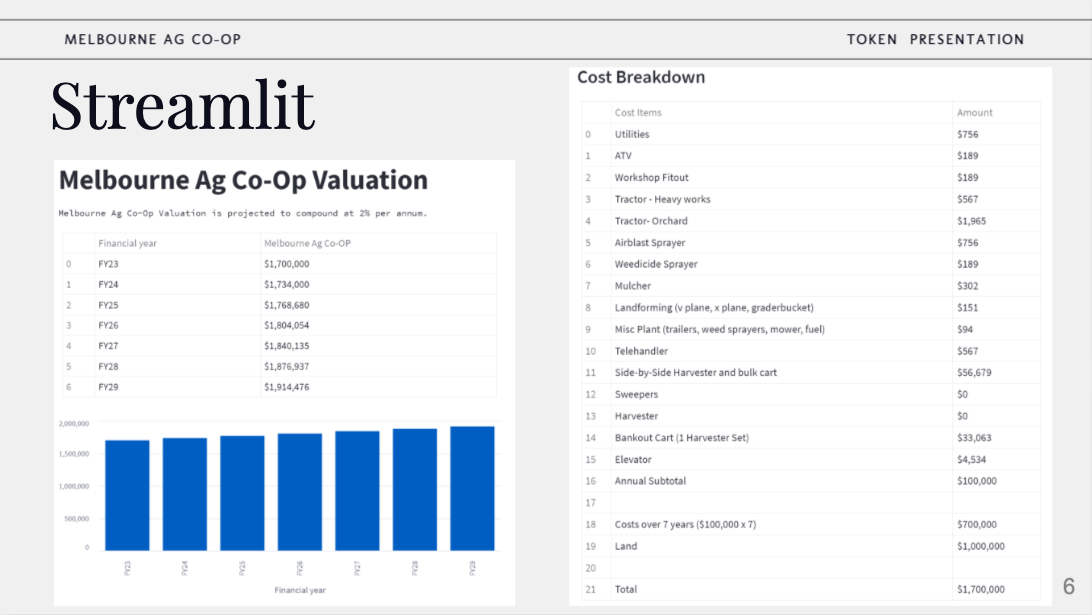 MELBOURNE AG CO-OP
TOKEN PRESENTATION
Streamlit
Melbourne Ag Co-Op Valuation
Melbourne Ag Co-Op Valuation is projected to compound at 2% per annum.
Financial year Melbourne Ag Co-OP
0 FY23 $1,700,000
1 FY24 $1,734,000
2 FY25 $1,768,680
3 FY26 $1,804,054
4 FY27 $1,840,135
5 FY28 $1,876,937
6 FY29 $1,914,476
2,000,000
1,500,000
1,000,000
500,000
0
FY23 FY24 FY25 FY26 FY27 FY28 FY29
Financial year
Cost Breakdown
Cost Items Amount
0 Utilities $756
1 ATV $189
2 Workshop Fitout $189
3 Tractor - Heavy works $567
4 Tractor- Orchard $1,965
5 Airblast Sprayer $756
6 Weedicide Sprayer $189
7 Mulcher $302
8 Landforming (v plane, x plane, graderbucket) $151
9 Misc Plant (trailers, weed sprayers, mower, fuel) $94
10 Telehandler $567
11 Side-by-Side Harvester and bulk cart $56,679
12 Sweepers $0
13 Harvester $0
14 Bankout Cart (1 Harvester Set) $33,063
15 Elevator $4,534
16 Annual Subtotal $100,000
17
18 Costs over 7 years ($100,000 x 7) $700,000
19 Land $1,000,000
20
21 Total $1,700,000
6